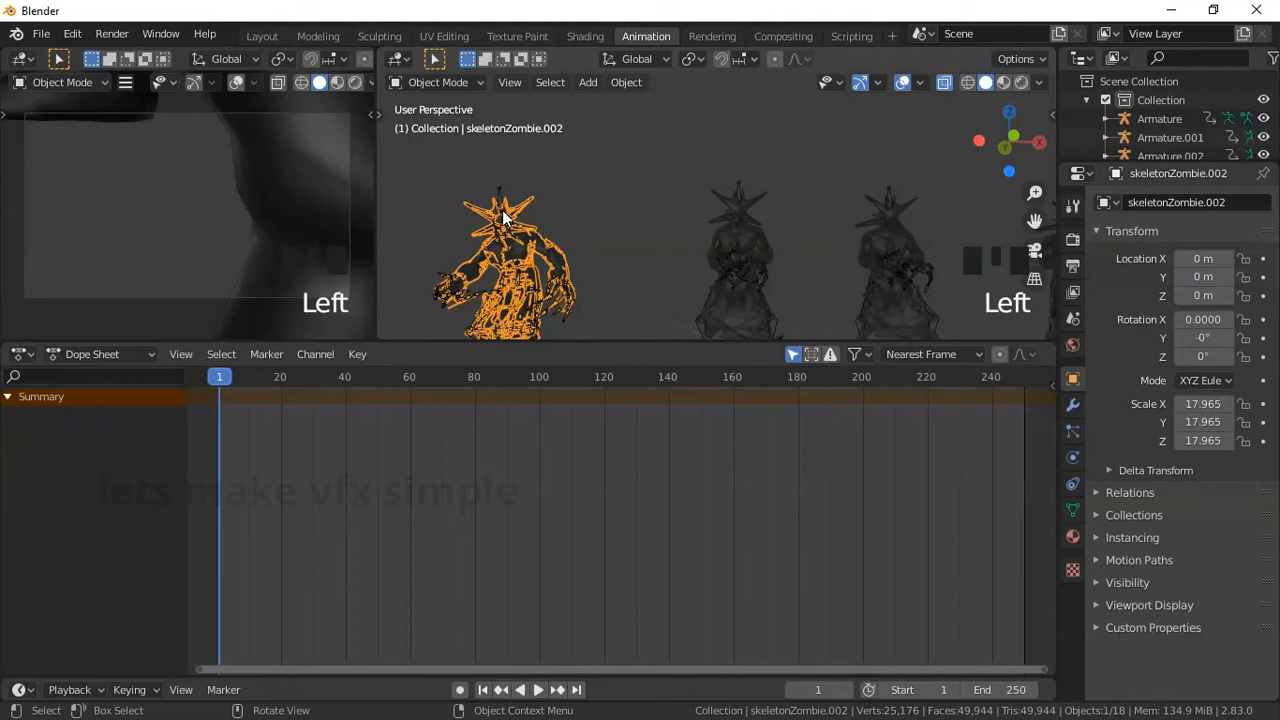 Blender
File Edit Render Window Help Layout Modeling Sculpting UV Editing Texture Paint Shading Animation Rendering Compositing Scripting + Scene View Layer
Global Global Options
Object Mode Object Mode View Select Add Object
User Perspective
(1) Collection | skeletonZombie.002
Z
X
Y
Left
Left
Scene Collection
Collection
Armature
Armature.001
Armature.002
skeletonZombie.002
skeletonZombie.002
Transform
Location X 0 m
Y 0 m
Z 0 m
Rotation X 0.0000
Y -0°
Z 0°
Mode XYZ Eule
Scale X 17.965
Y 17.965
Z 17.965
Delta Transform
Relations
Collections
Instancing
Motion Paths
Visibility
Viewport Display
Custom Properties
Dope Sheet View Select Marker Channel Key Nearest Frame
1 20 40 60 80 100 120 140 160 180 200 220 240
Summary
lets make vfx simple
Playback Keying View Marker 1 Start 1 End 250
Select Box Select Rotate View Object Context Menu Collection | skeletonZombie.002 | Verts:25,176 | Faces:49,944 | Tris:49,944 | Objects:1/18 | Mem: 134.9 MiB | 2.83.0